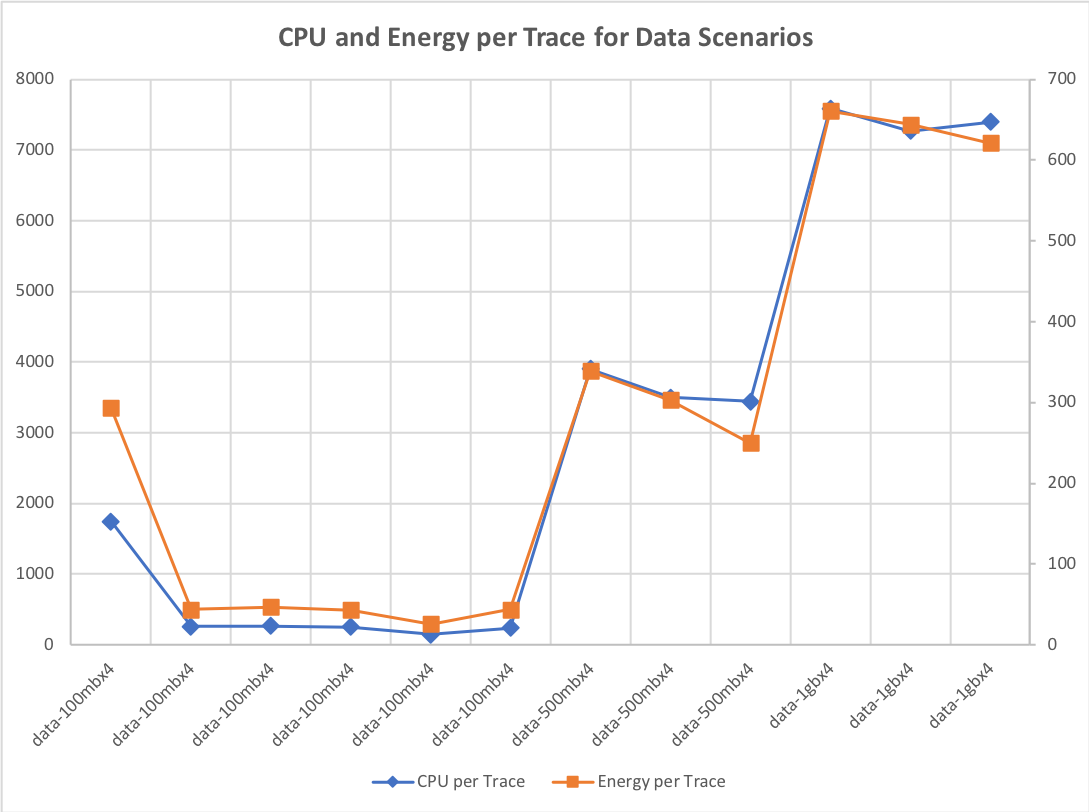 CPU and Energy per Trace for Data Scenarios
8000
7000
6000
5000
4000
3000
2000
1000
0
700
600
500
400
300
200
100
0
data-100mbx4
data-100mbx4
data-100mbx4
data-100mbx4
data-100mbx4
data-100mbx4
data-500mbx4
data-500mbx4
data-500mbx4
data-1gbx4
data-1gbx4
data-1gbx4
CPU per Trace
Energy per Trace